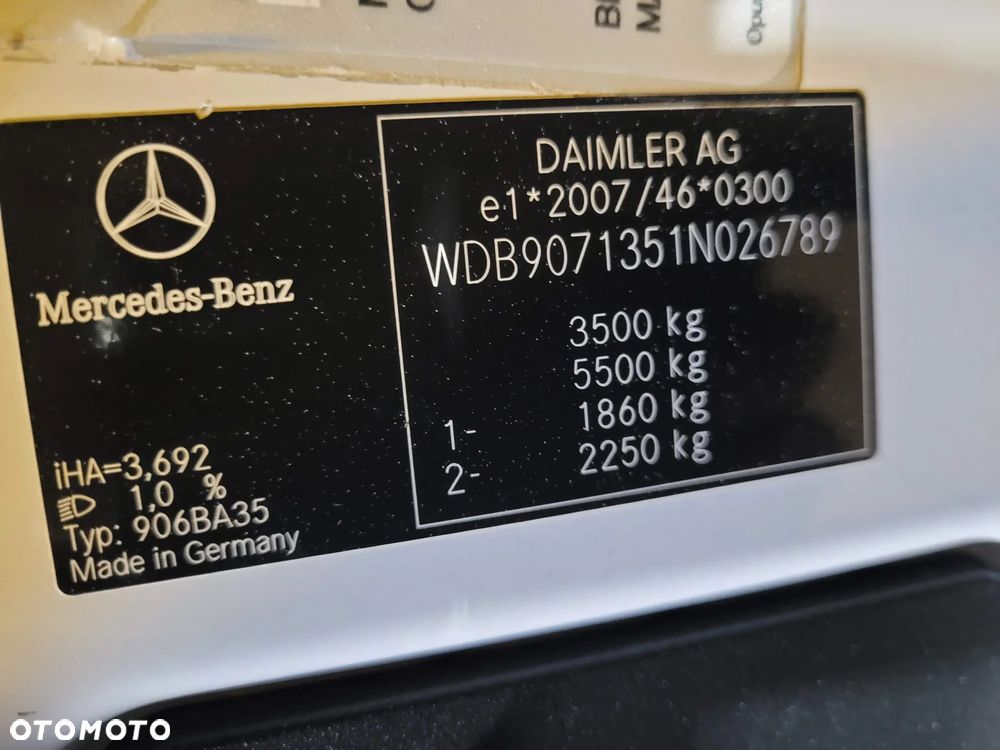 Opu
DAIMLER AG
e1*2007/46*0300
WDB9071351N026789
Mercedes-Benz
3500 kg
5500 kg
1- 1860 kg
2- 2250 kg
iHA=3,692
1,0 %
Typ: 906BA35
Made in Germany
OTOMOTO